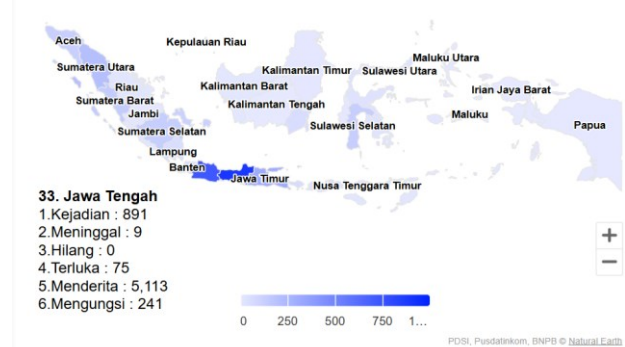 Aceh
Kepulauan Riau
Maluku Utara
Sumatera Utara
Kalimantan Timur
Sulawesi Utara
Riau
Kalimantan Barat
Irian Jaya Barat
Sumatera Barat
Kalimantan Tengah
Jambi
Maluku
Sumatera Selatan
Sulawesi Selatan
Papua
Lampung
Banten
Jawa Timur
Nusa Tenggara Timur
33. Jawa Tengah
1.Kejadian : 891
2.Meninggal : 9
3.Hilang : 0
4.Terluka : 75
5.Menderita : 5,113
6.Mengungsi : 241
+
−
0 250 500 750 1...
PDSI, Pusdatinkom, BNPB © Natural Earth